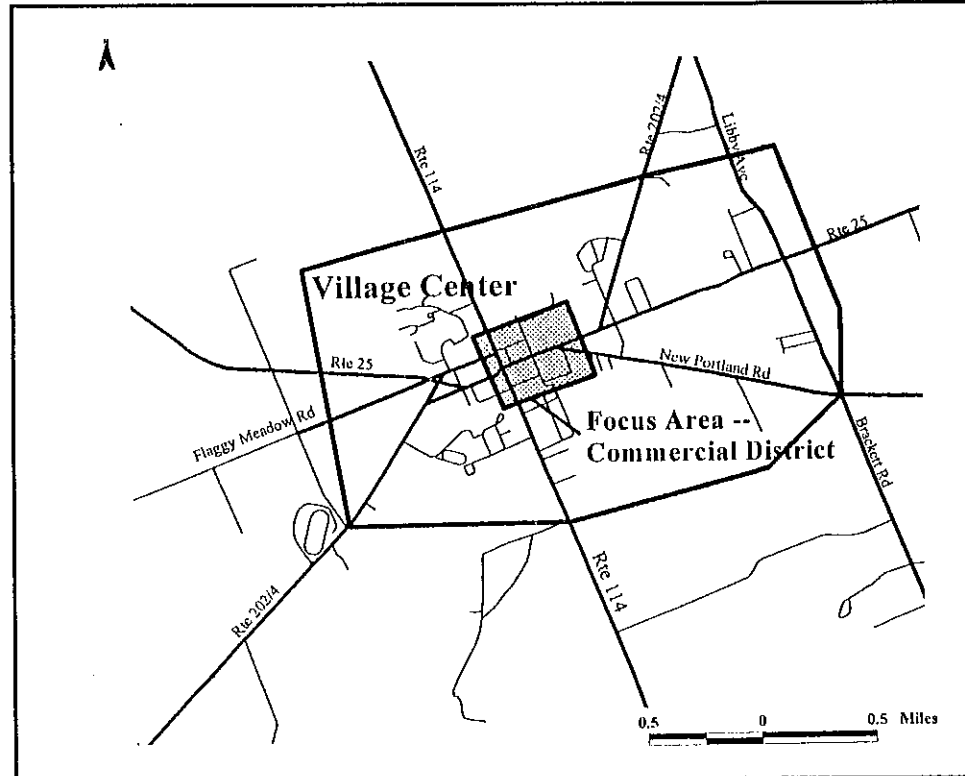 Rte 114
Rte 202/4
Libby Ave.
Rte 25
Village Center
Rte 25
New Portland Rd
Flaggy Meadow Rd
Focus Area --
Commercial District
Brackett Rd
Rte 202/4
Rte 114
0.5 0 0.5 Miles